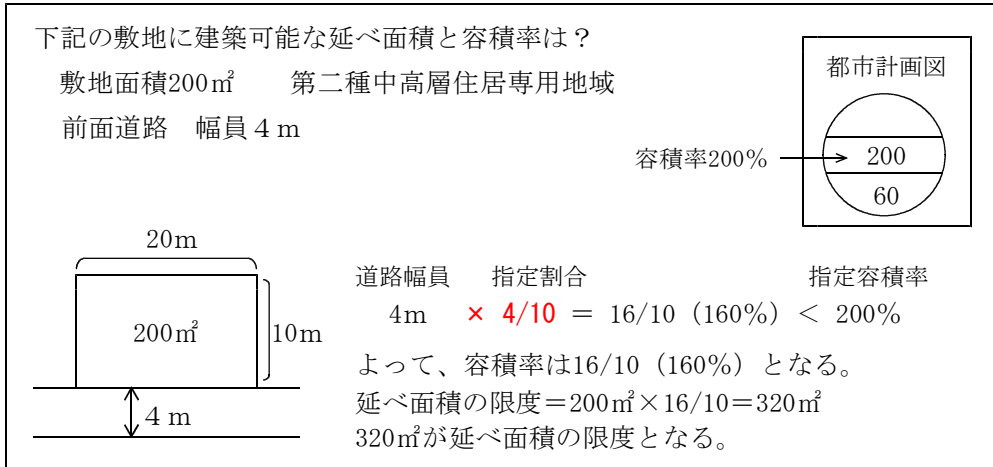 下記の敷地に建築可能な延べ面積と容積率は？
敷地面積200㎡　　第二種中高層住居専用地域
前面道路　幅員４ｍ
都市計画図
容積率200％
200
60
20ｍ
200㎡
10ｍ
４ｍ
道路幅員　指定割合　指定容積率
4ｍ　×　4/10　＝　16/10（160％）＜　200％
よって、容積率は16/10（160％）となる。
延べ面積の限度＝200㎡×16/10＝320㎡
320㎡が延べ面積の限度となる。